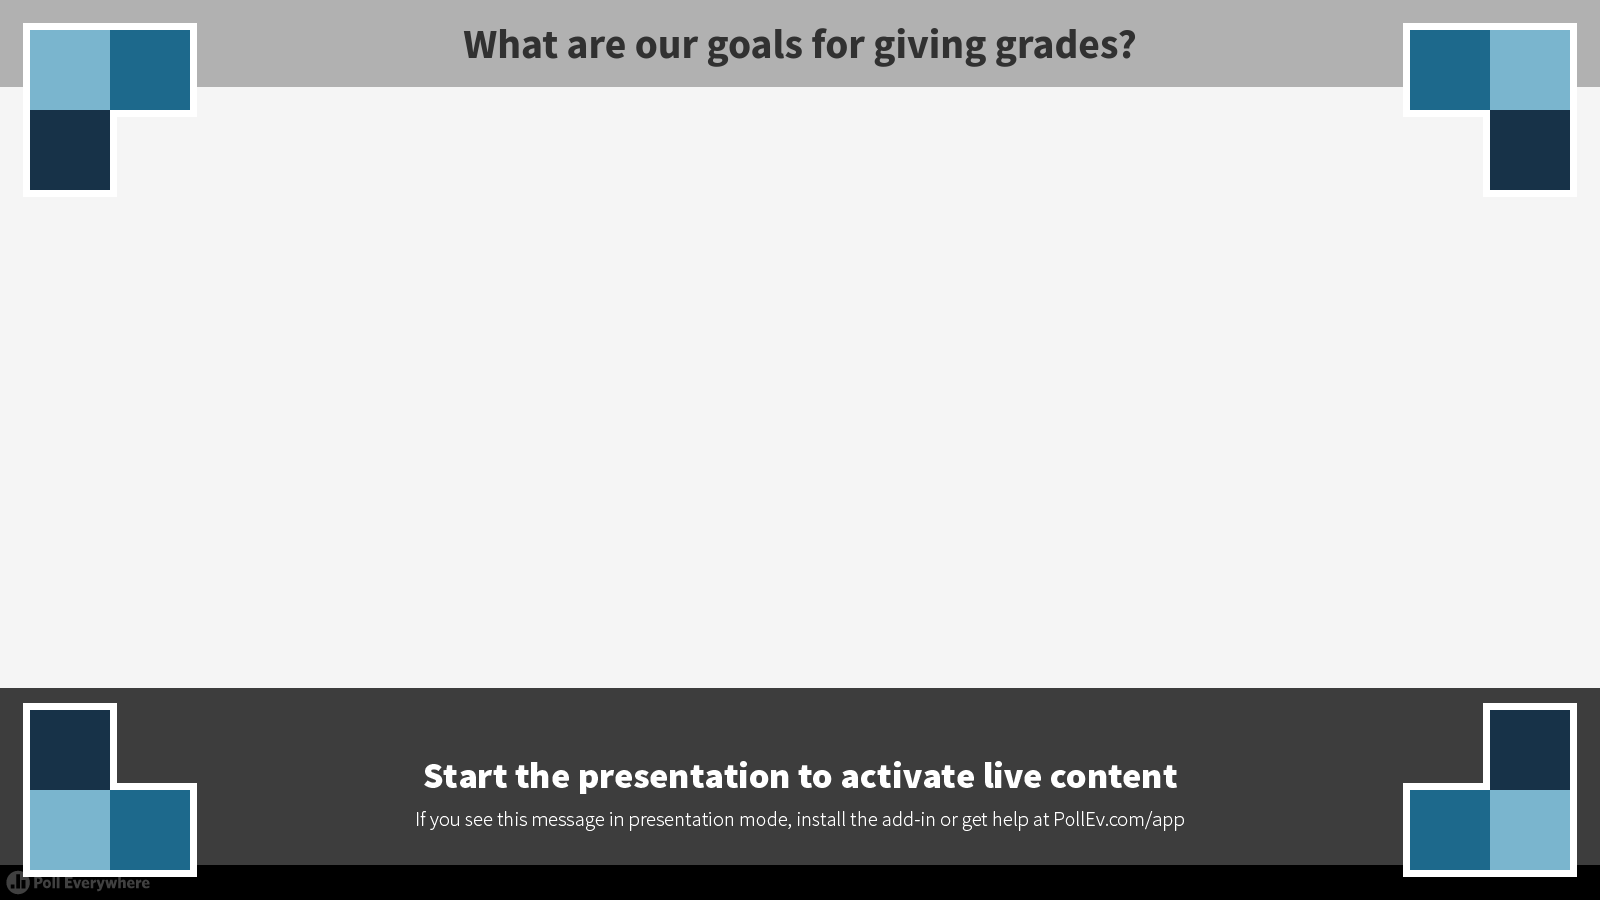 What are our goals for giving grades?
Start the presentation to activate live content
If you see this message in presentation mode, install the add-in or get help at PollEv.com/app
Poll Everywhere